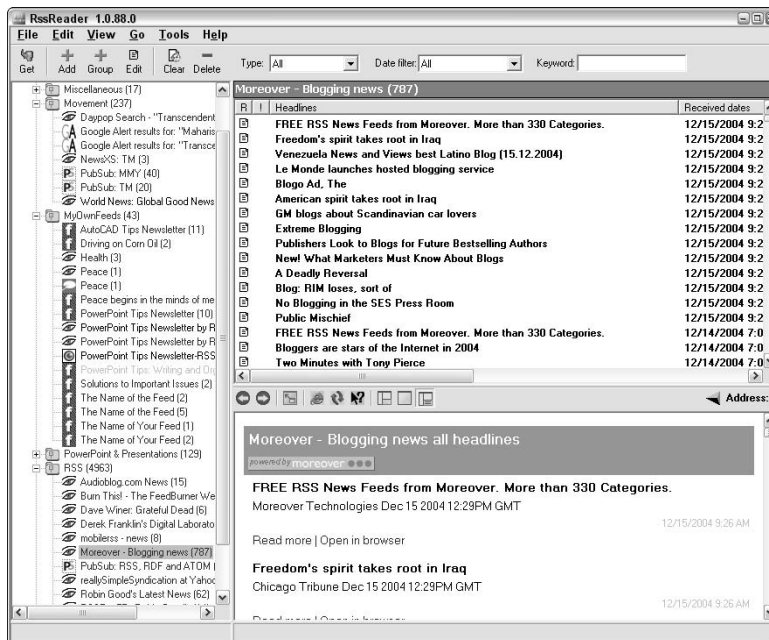 RssReader 1.0.88.0
File Edit View Go Tools Help
Get Add Group Edit Clear Delete Type: All Date filter: All Keyword:
Miscellaneous (17)
Movement (237)
Daypop Search - "Transcendent
Google Alert results for: "Maharis
Google Alert results for: "Transce
NewsXS: TM (3)
PubSub: MMY (40)
PubSub: TM (20)
World News: Global Good News
MyOwnFeeds (43)
AutoCAD Tips Newsletter (11)
Driving on Corn Oil (2)
Health (3)
Peace (1)
Peace (1)
Peace begins in the minds of me
PowerPoint Tips Newsletter (10)
PowerPoint Tips Newsletter by R
PowerPoint Tips Newsletter by R
PowerPoint Tips Newsletter-RSS
PowerPoint Tips: Writing and Org
Solutions to Important Issues (2)
The Name of the Feed (2)
The Name of the Feed (5)
The Name of Your Feed (1)
The Name of Your Feed (2)
PowerPoint & Presentations (129)
RSS (4963)
Audioblog.com News (15)
Burn This! - The FeedBurner We
Dave Winer: Grateful Dead (6)
Derek Franklin's Digital Laborato
mobilerss - news (8)
Moreover - Blogging news (787)
PubSub: RSS, RDF and ATOM (
reallySimpleSyndication at Yahoo
Robin Good's Latest News (62)
Moreover - Blogging news (787)
R ! Headlines Received dates
FREE RSS News Feeds from Moreover. More than 330 Categories. 12/15/2004 9:2
Freedom's spirit takes root in Iraq 12/15/2004 9:2
Venezuela News and Views best Latino Blog (15.12.2004) 12/15/2004 9:2
Le Monde launches hosted blogging service 12/15/2004 9:2
Blogo Ad, The 12/15/2004 9:2
American spirit takes root in Iraq 12/15/2004 9:2
GM blogs about Scandinavian car lovers 12/15/2004 9:2
Extreme Blogging 12/15/2004 9:2
Publishers Look to Blogs for Future Bestselling Authors 12/15/2004 9:2
New! What Marketers Must Know About Blogs 12/15/2004 9:2
A Deadly Reversal 12/15/2004 9:2
Blog: RIM loses, sort of 12/15/2004 9:2
No Blogging in the SES Press Room 12/15/2004 9:2
Public Mischief 12/15/2004 9:2
FREE RSS News Feeds from Moreover. More than 330 Categories. 12/14/2004 7:0
Bloggers are stars of the Internet in 2004 12/14/2004 7:0
Two Minutes with Tony Pierce 12/14/2004 7:0
Address:
Moreover - Blogging news all headlines
powered by moreover
FREE RSS News Feeds from Moreover. More than 330 Categories.
Moreover Technologies Dec 15 2004 12:29PM GMT
12/15/2004 9:26 AM
Read more | Open in browser
Freedom's spirit takes root in Iraq
Chicago Tribune Dec 15 2004 12:29PM GMT
12/15/2004 9:26 AM
Read more | Open in browser